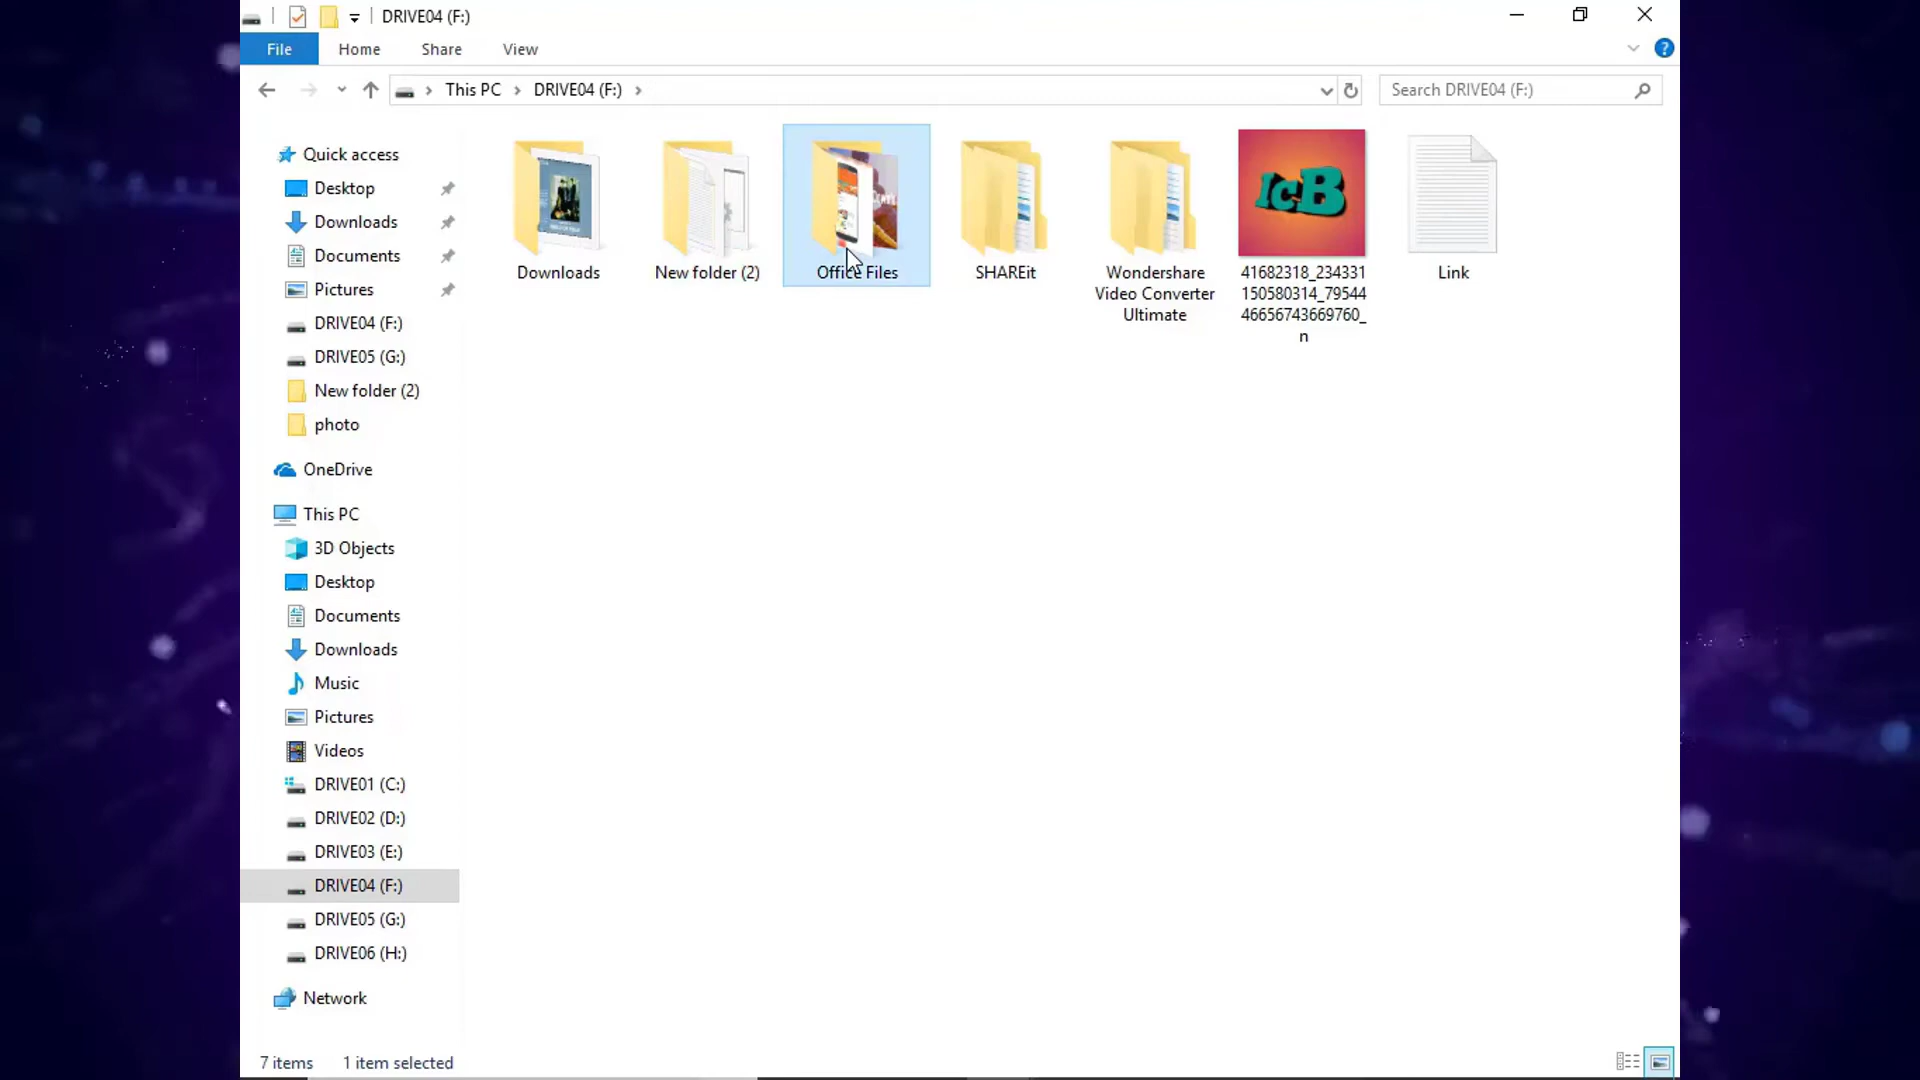 DRIVE04 (F:)
File Home Share View
This PC DRIVE04 (F:)
Search DRIVE04 (F:)
Quick access
Desktop
Downloads
Documents
Pictures
DRIVE04 (F:)
DRIVE05 (G:)
New folder (2)
photo
OneDrive
This PC
3D Objects
Desktop
Documents
Downloads
Music
Pictures
Videos
DRIVE01 (C:)
DRIVE02 (D:)
DRIVE03 (E:)
DRIVE04 (F:)
DRIVE05 (G:)
DRIVE06 (H:)
Network
Downloads
New folder (2)
Office Files
SHAREit
Wondershare
Video Converter
Ultimate
IcB
41682318_234331
150580314_79544
46656743669760_
n
Link
7 items 1 item selected